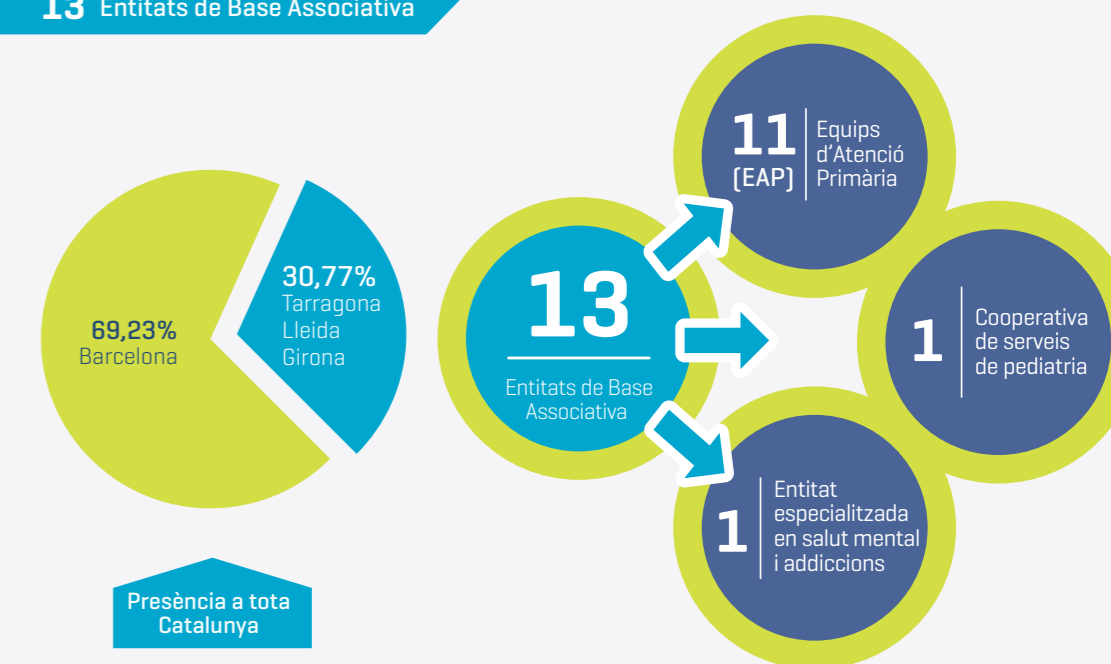 13 Entitats de Base Associativa
69,23%
Barcelona
30,77%
Tarragona
Lleida
Girona
Presència a tota
Catalunya
13
Entitats de Base
Associativa
11
(EAP)
Equips
d'Atenció
Primària
1
Cooperativa
de serveis
de pediatria
1
Entitat
especialitzada
en salut mental
i addiccions